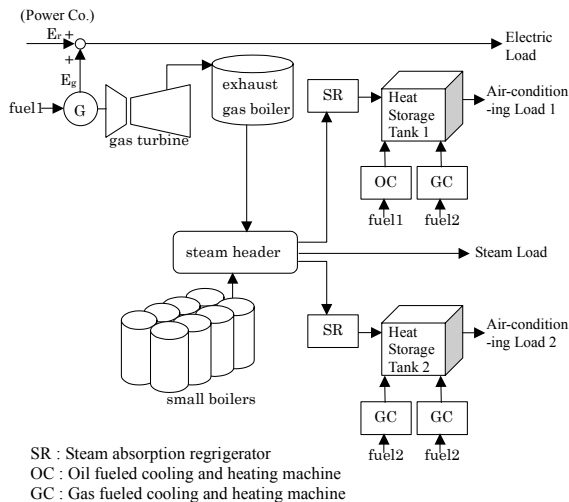 (Power Co.)
Er + Electric
Load
+
Eg
fuel1 G
gas turbine
exhaust
gas boiler
SR
Heat
Storage
Tank 1
Air-condition
-ing Load 1
OC GC
fuel1 fuel2
steam header
Steam Load
SR
Heat
Storage
Tank 2
Air-condition
-ing Load 2
small boilers
GC GC
fuel2 fuel2
SR : Steam absorption regrigerator
OC : Oil fueled cooling and heating machine
GC : Gas fueled cooling and heating machine